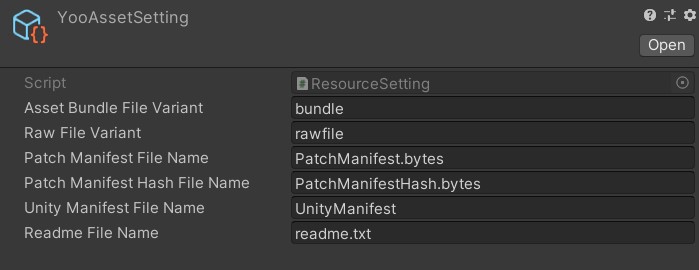 YooAssetSetting
Open
Script ResourceSetting
Asset Bundle File Variant bundle
Raw File Variant rawfile
Patch Manifest File Name PatchManifest.bytes
Patch Manifest Hash File Name PatchManifestHash.bytes
Unity Manifest File Name UnityManifest
Readme File Name readme.txt